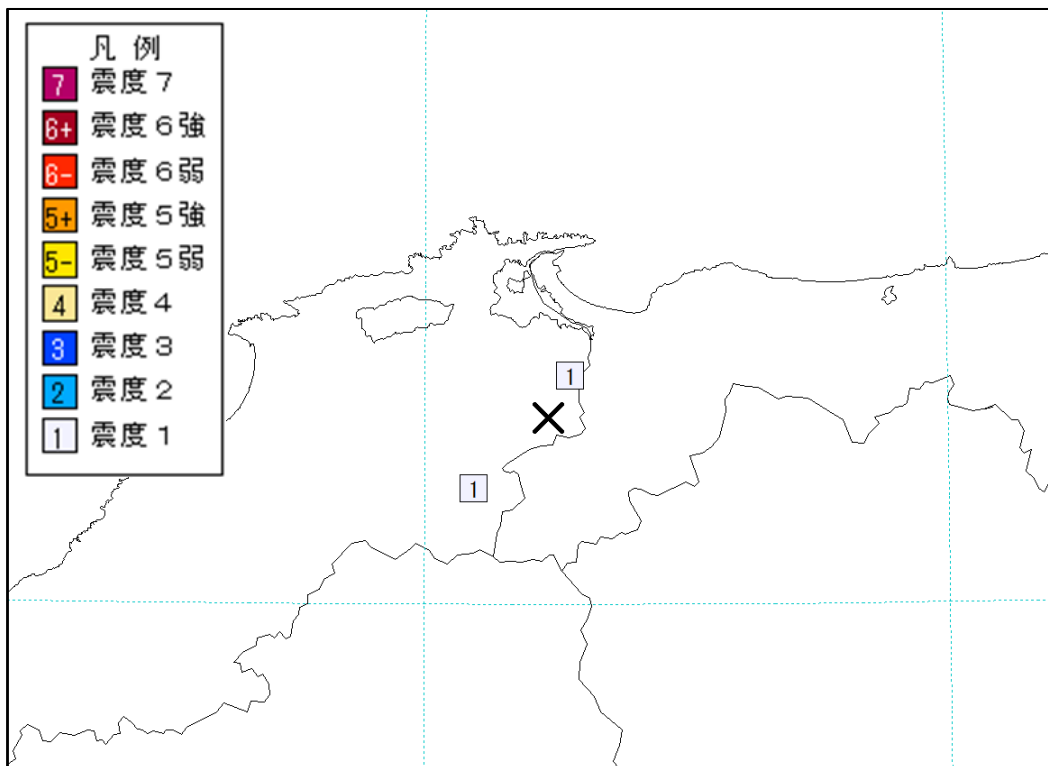 凡 例
7 震度７
6+ 震度６強
6- 震度６弱
5+ 震度５強
5- 震度５弱
4 震度４
3 震度３
2 震度２
1 震度１
1
1